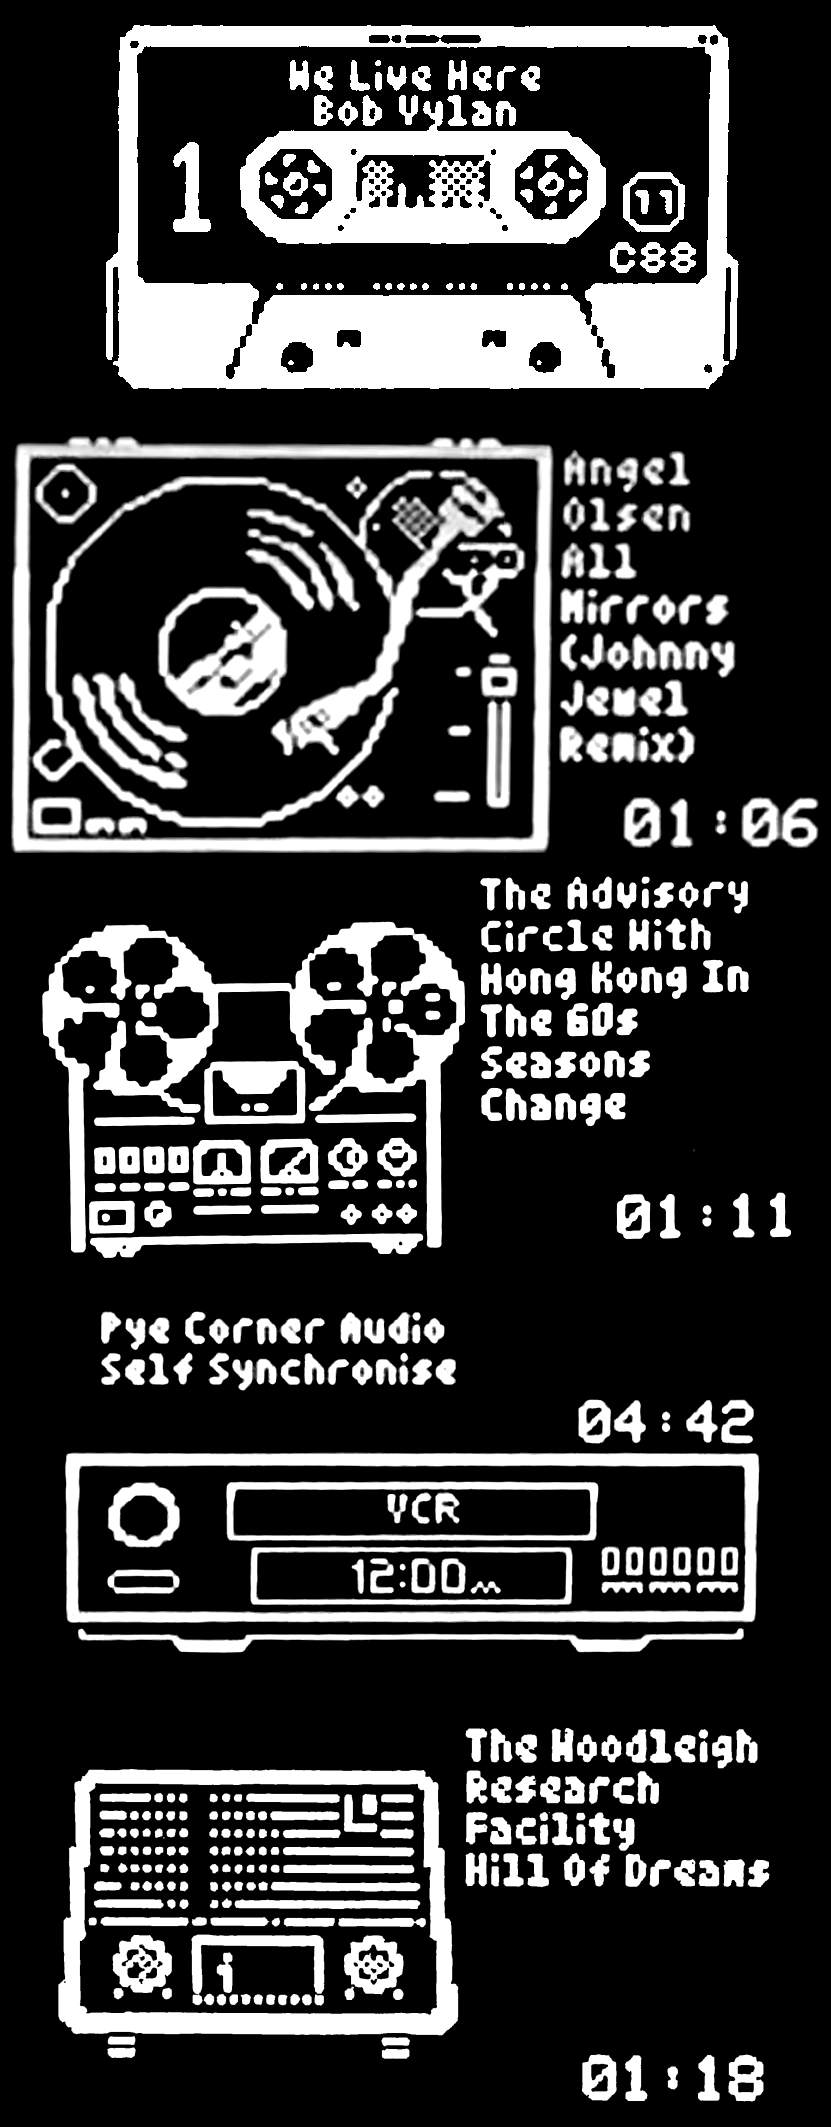 We Live Here
Bob Vylan
1
11
C88
Angel
Olsen
All
Mirrors
(Johnny
Jewel
Remix)
01:06
The Advisory
Circle With
Hong Kong In
The 60s
Seasons
Change
01:11
Pye Corner Audio
Self Synchronise
04:42
VCR
12:00
000000
The Woodleigh
Research
Facility
Hill Of Dreams
i
01:18